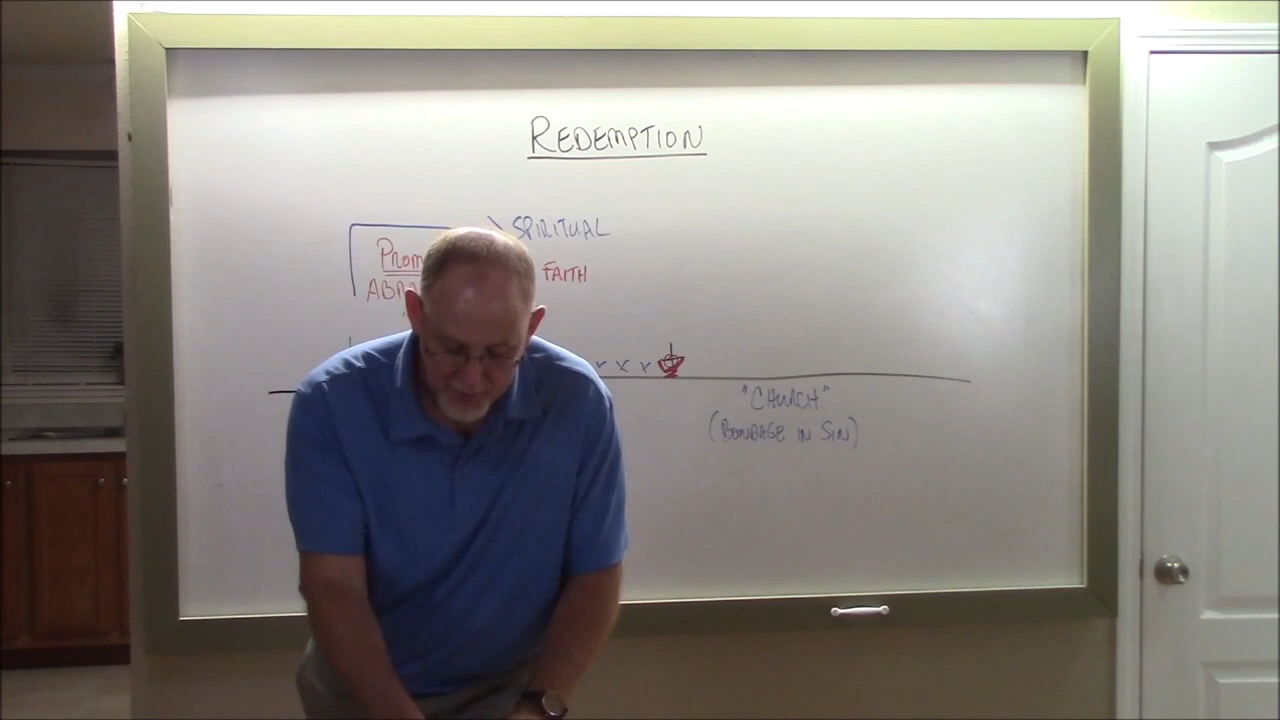 REDEMPTION
SPIRITUAL
FAITH
"CHURCH"
(BONDAGE IN SIN)